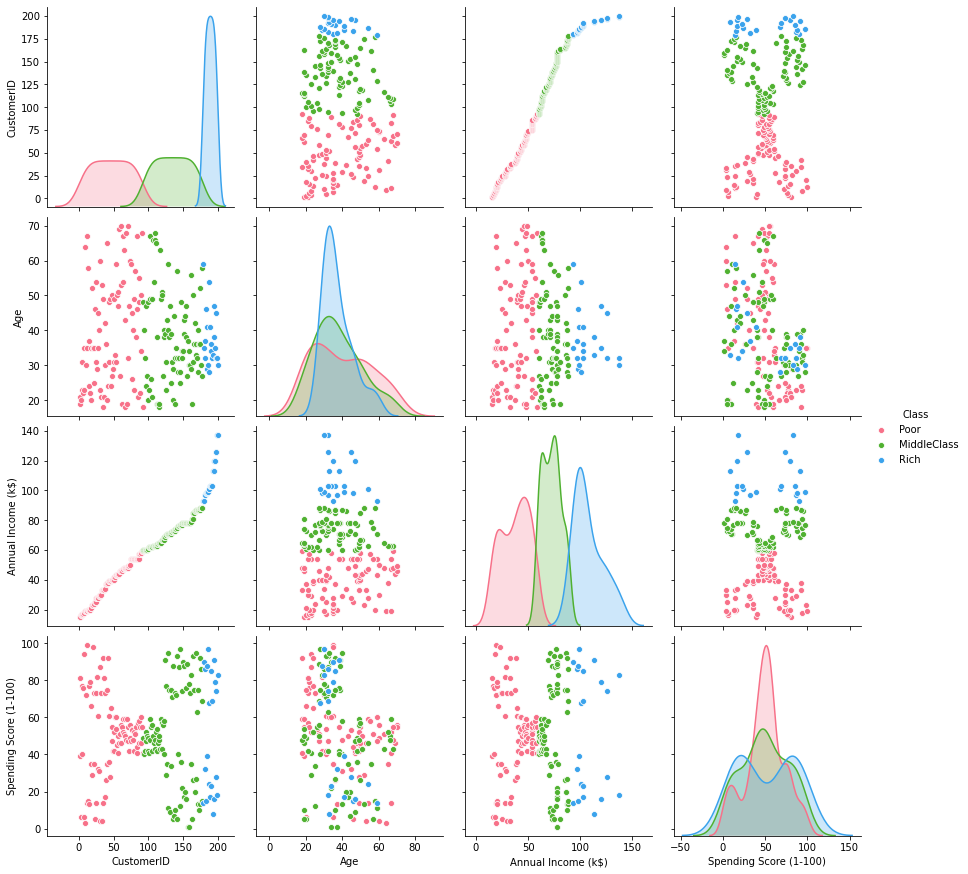 200
175
150
125
100
75
50
25
0
CustomerID
70
60
50
40
30
20
Age
Class
Poor
MiddleClass
Rich
140
120
100
80
60
40
20
Annual Income (k$)
100
80
60
40
20
0
Spending Score (1-100)
0 50 100 150 200
0 20 40 60 80
0 50 100 150
−50 0 50 100 150
CustomerID
Age
Annual Income (k$)
Spending Score (1-100)